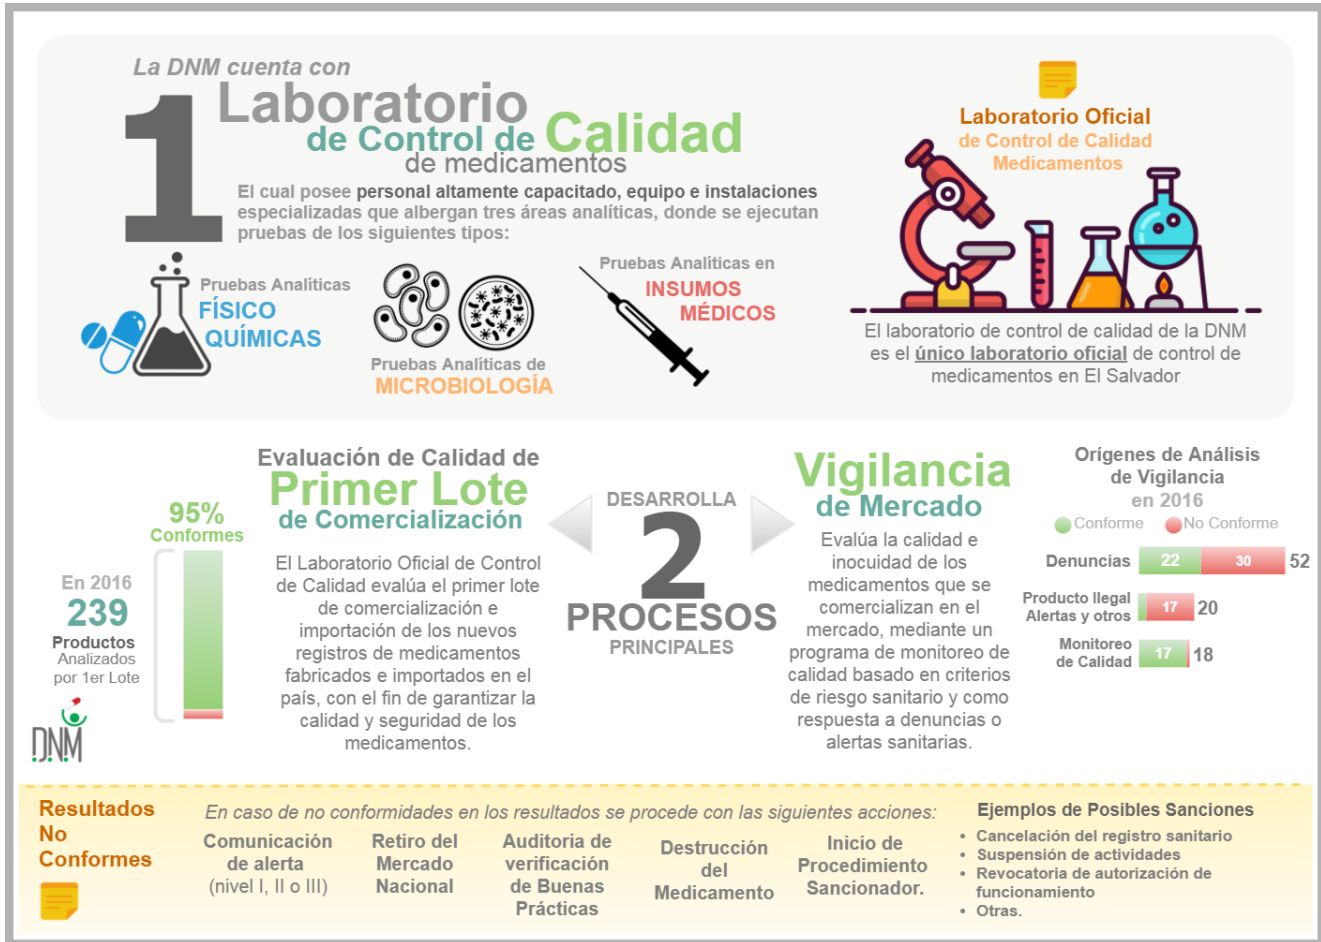 La DNM cuenta con
1
Laboratorio
de Control de Calidad
de medicamentos
El cual posee personal altamente capacitado, equipo e instalaciones
especializadas que albergan tres áreas analíticas, donde se ejecutan
pruebas de los siguientes tipos:
Pruebas Analíticas
FÍSICO
QUÍMICAS
Pruebas Analíticas de
MICROBIOLOGÍA
Pruebas Analíticas en
INSUMOS
MÉDICOS
Laboratorio Oficial
de Control de Calidad
Medicamentos
El laboratorio de control de calidad de la DNM
es el único laboratorio oficial de control de
medicamentos en El Salvador
Evaluación de Calidad de
Primer Lote
de Comercialización
95%
Conformes
En 2016
239
Productos
Analizados
por 1er Lote
DNM
El Laboratorio Oficial de Control
de Calidad evalúa el primer lote
de comercialización e
importación de los nuevos
registros de medicamentos
fabricados e importados en el
país, con el fin de garantizar la
calidad y seguridad de los
medicamentos.
DESARROLLA
2
PROCESOS
PRINCIPALES
Vigilancia
de Mercado
Evalúa la calidad e
inocuidad de los
medicamentos que se
comercializan en el
mercado, mediante un
programa de monitoreo de
calidad basado en criterios
de riesgo sanitario y como
respuesta a denuncias o
alertas sanitarias.
Orígenes de Análisis
de Vigilancia
en 2016
Conforme No Conforme
Denuncias 22 30 52
Producto Ilegal
Alertas y otros 17 20
Monitoreo
de Calidad 17 18
Resultados
No
Conformes
En caso de no conformidades en los resultados se procede con las siguientes acciones:
Comunicación
de alerta
(nivel I, II o III)
Retiro del
Mercado
Nacional
Auditoria de
verificación
de Buenas
Prácticas
Destrucción
del
Medicamento
Inicio de
Procedimiento
Sancionador.
Ejemplos de Posibles Sanciones
• Cancelación del registro sanitario
• Suspensión de actividades
• Revocatoria de autorización de
funcionamiento
• Otras.